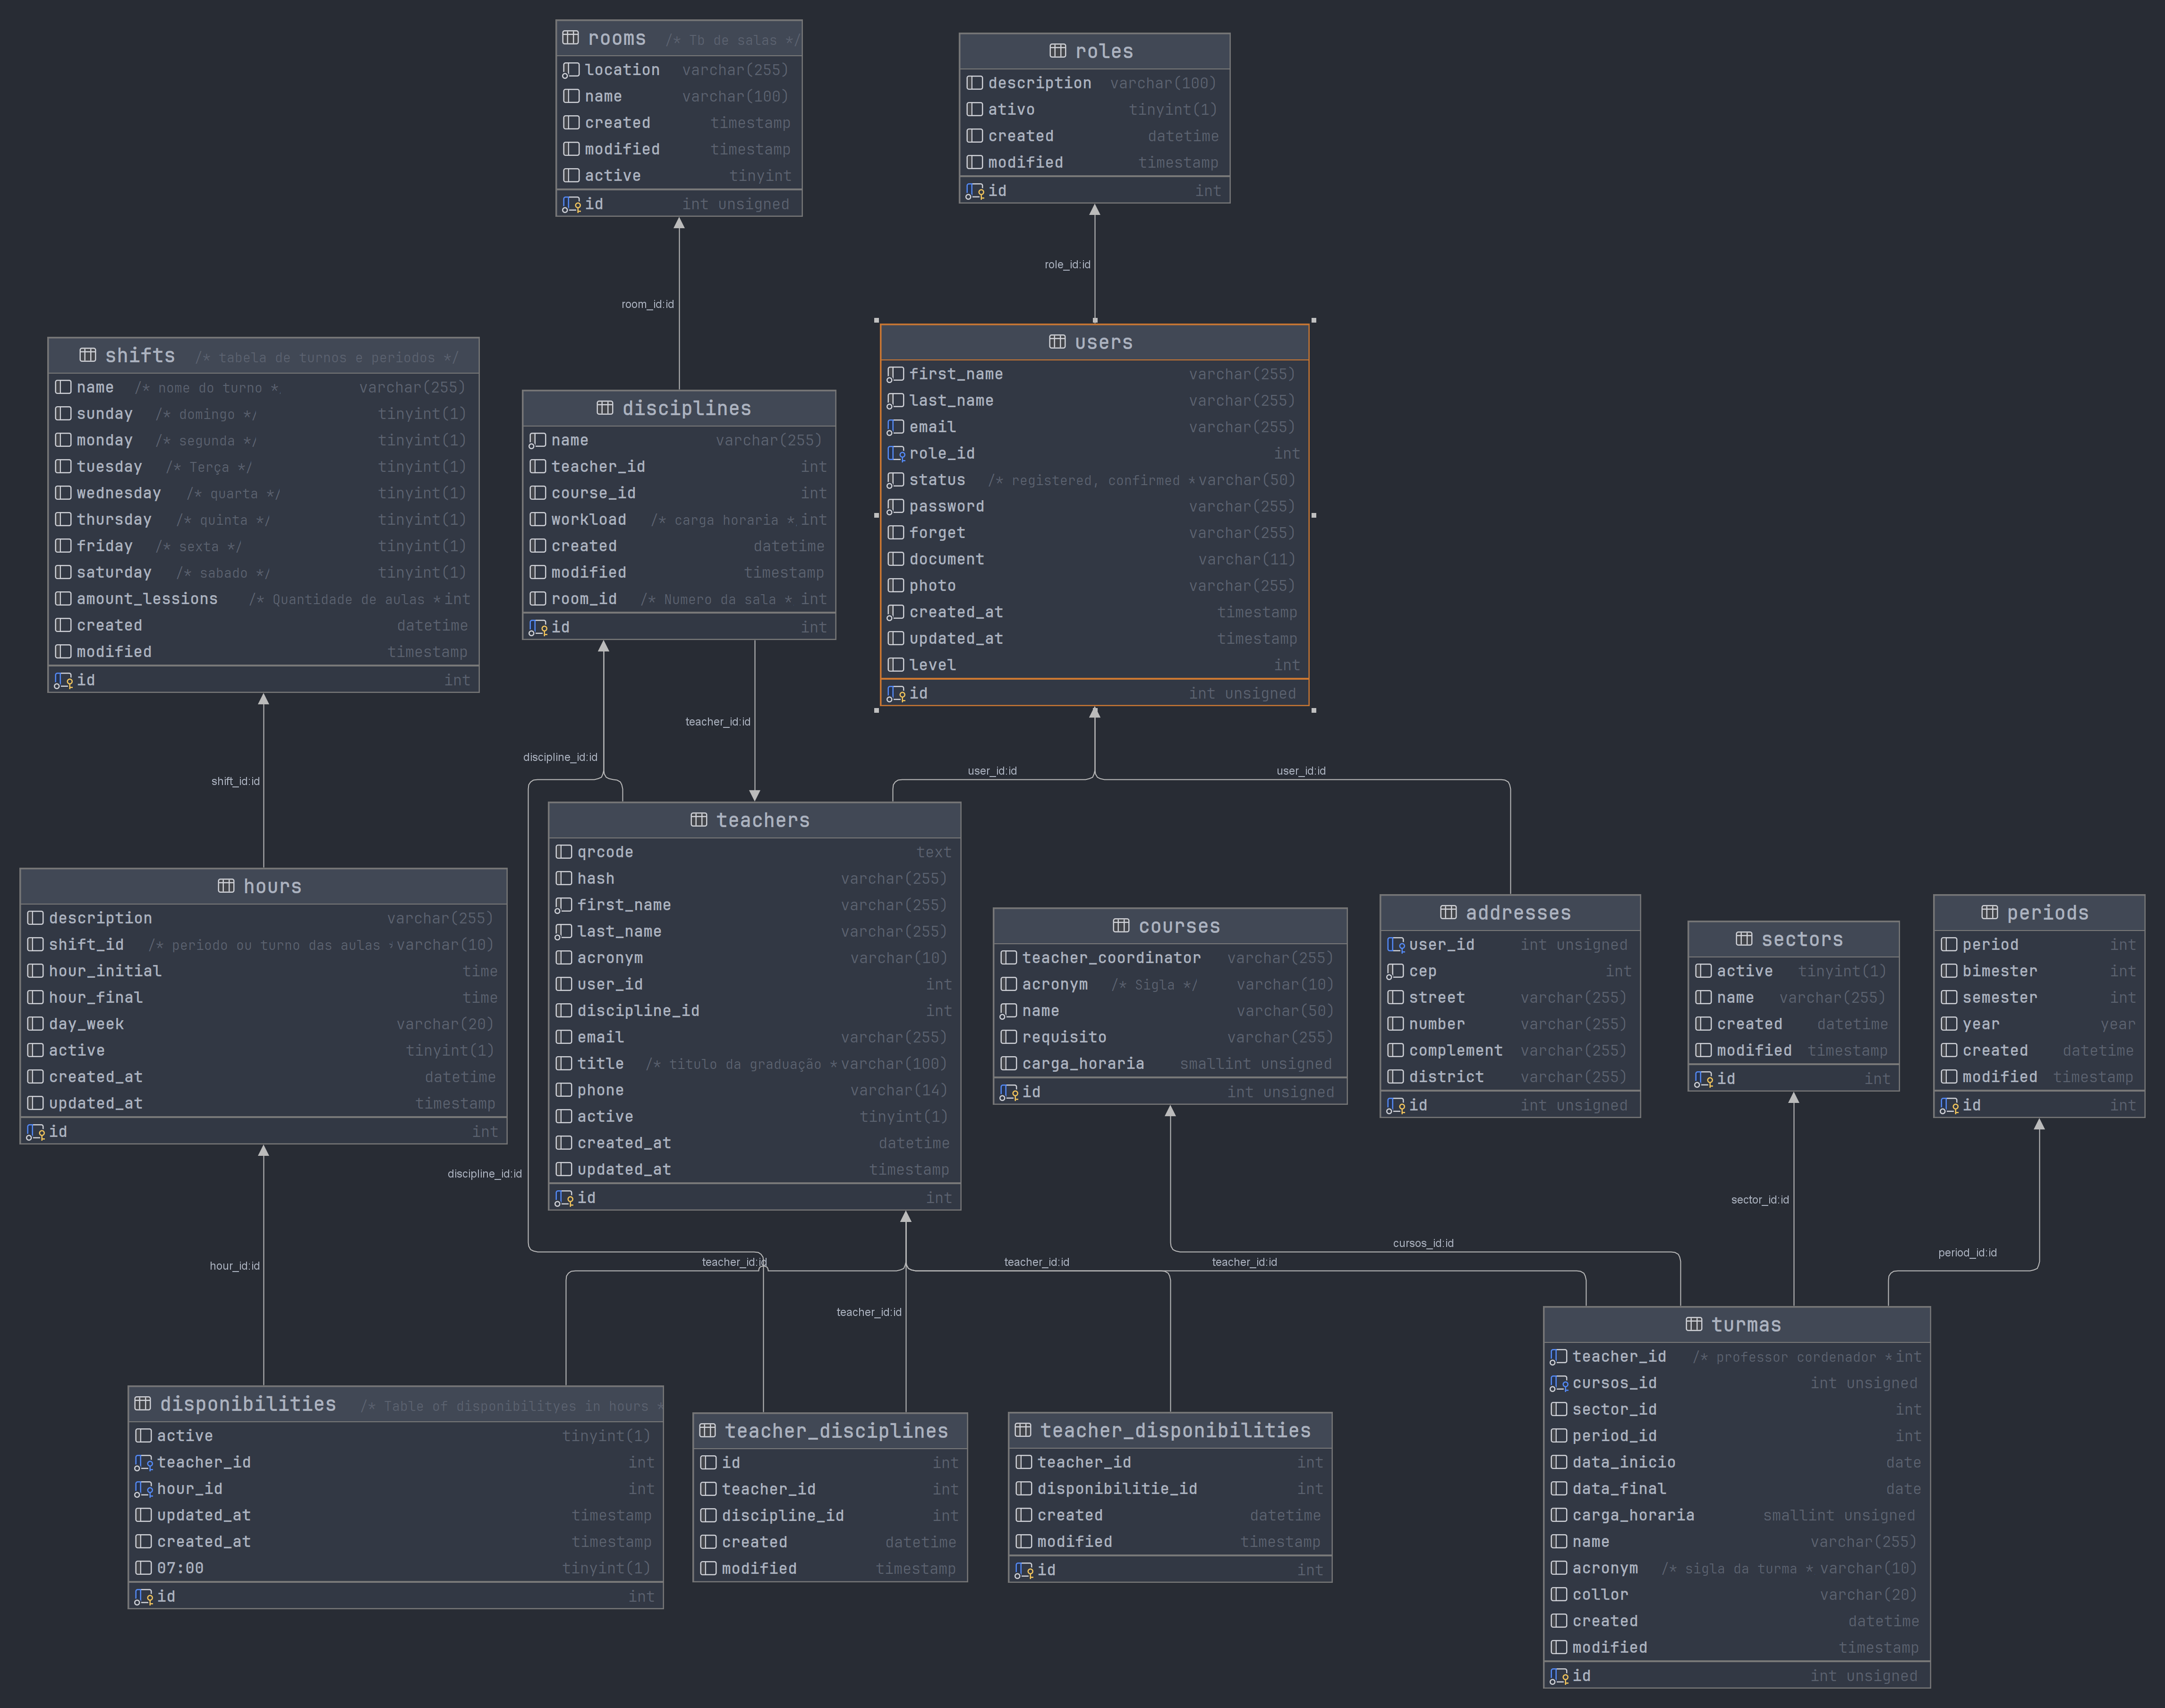 rooms /* Tb de salas */
location varchar(255)
name varchar(100)
created timestamp
modified timestamp
active tinyint
id int unsigned
roles
description varchar(100)
ativo tinyint(1)
created datetime
modified timestamp
id int
role_id:id
room_id:id
shifts /* tabela de turnos e periodos */
name /* nome do turno * varchar(255)
sunday /* domingo */ tinyint(1)
monday /* segunda */ tinyint(1)
tuesday /* Terça */ tinyint(1)
wednesday /* quarta */ tinyint(1)
thursday /* quinta */ tinyint(1)
friday /* sexta */ tinyint(1)
saturday /* sabado */ tinyint(1)
amount_lessions /* Quantidade de aulas * int
created datetime
modified timestamp
id int
disciplines
name varchar(255)
teacher_id int
course_id int
workload /* carga horaria * int
created datetime
modified timestamp
room_id /* Numero da sala * int
id int
users
first_name varchar(255)
last_name varchar(255)
email varchar(255)
role_id int
status /* registered, confirmed * varchar(50)
password varchar(255)
forget varchar(255)
document varchar(11)
photo varchar(255)
created_at timestamp
updated_at timestamp
level int
id int unsigned
teacher_id:id
discipline_id:id
user_id:id
user_id:id
shift_id:id
hours
description varchar(255)
shift_id /* periodo ou turno das aulas * varchar(10)
hour_initial time
hour_final time
day_week varchar(20)
active tinyint(1)
created_at datetime
updated_at timestamp
id int
teachers
qrcode text
hash varchar(255)
first_name varchar(255)
last_name varchar(255)
acronym varchar(10)
user_id int
discipline_id int
email varchar(255)
title /* titulo da graduação * varchar(100)
phone varchar(14)
active tinyint(1)
created_at datetime
updated_at timestamp
id int
courses
teacher_coordinator varchar(255)
acronym /* Sigla */ varchar(10)
name varchar(50)
requisito varchar(255)
carga_horaria smallint unsigned
id int unsigned
addresses
user_id int unsigned
cep int
street varchar(255)
number varchar(255)
complement varchar(255)
district varchar(255)
id int unsigned
sectors
active tinyint(1)
name varchar(255)
created datetime
modified timestamp
id int
periods
period int
bimester int
semester int
year year
created datetime
modified timestamp
id int
discipline_id:id
sector_id:id
cursos_id:id
period_id:id
hour_id:id
teacher_id:id
teacher_id:id
teacher_id:id
teacher_id:id
disponibilities /* Table of disponibilityes in hours *
active tinyint(1)
teacher_id int
hour_id int
updated_at timestamp
created_at timestamp
07:00 tinyint(1)
id int
teacher_disciplines
id int
teacher_id int
discipline_id int
created datetime
modified timestamp
teacher_disponibilities
teacher_id int
disponibilitie_id int
created datetime
modified timestamp
id int
turmas
teacher_id /* professor cordenador * int
cursos_id int unsigned
sector_id int
period_id int
data_inicio date
data_final date
carga_horaria smallint unsigned
name varchar(255)
acronym /* sigla da turma * varchar(10)
collor varchar(20)
created datetime
modified timestamp
id int unsigned